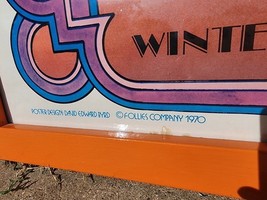 WINTE
POSTER DESIGN: DAVID EDWARD BYRD © FOLLIES COMPANY 1970